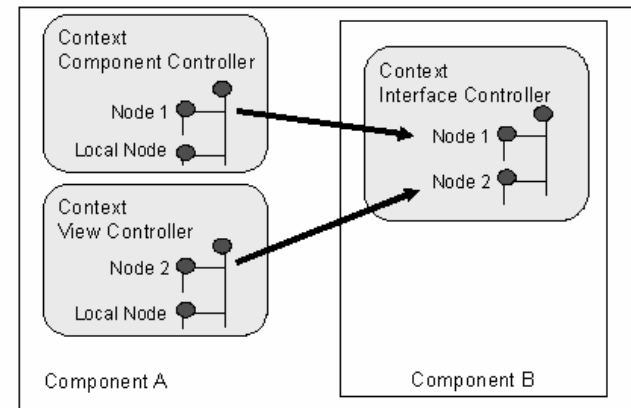 Context
Component Controller
Node 1
Local Node
Context
View Controller
Node 2
Local Node
Component A
Context
Interface Controller
Node 1
Node 2
Component B